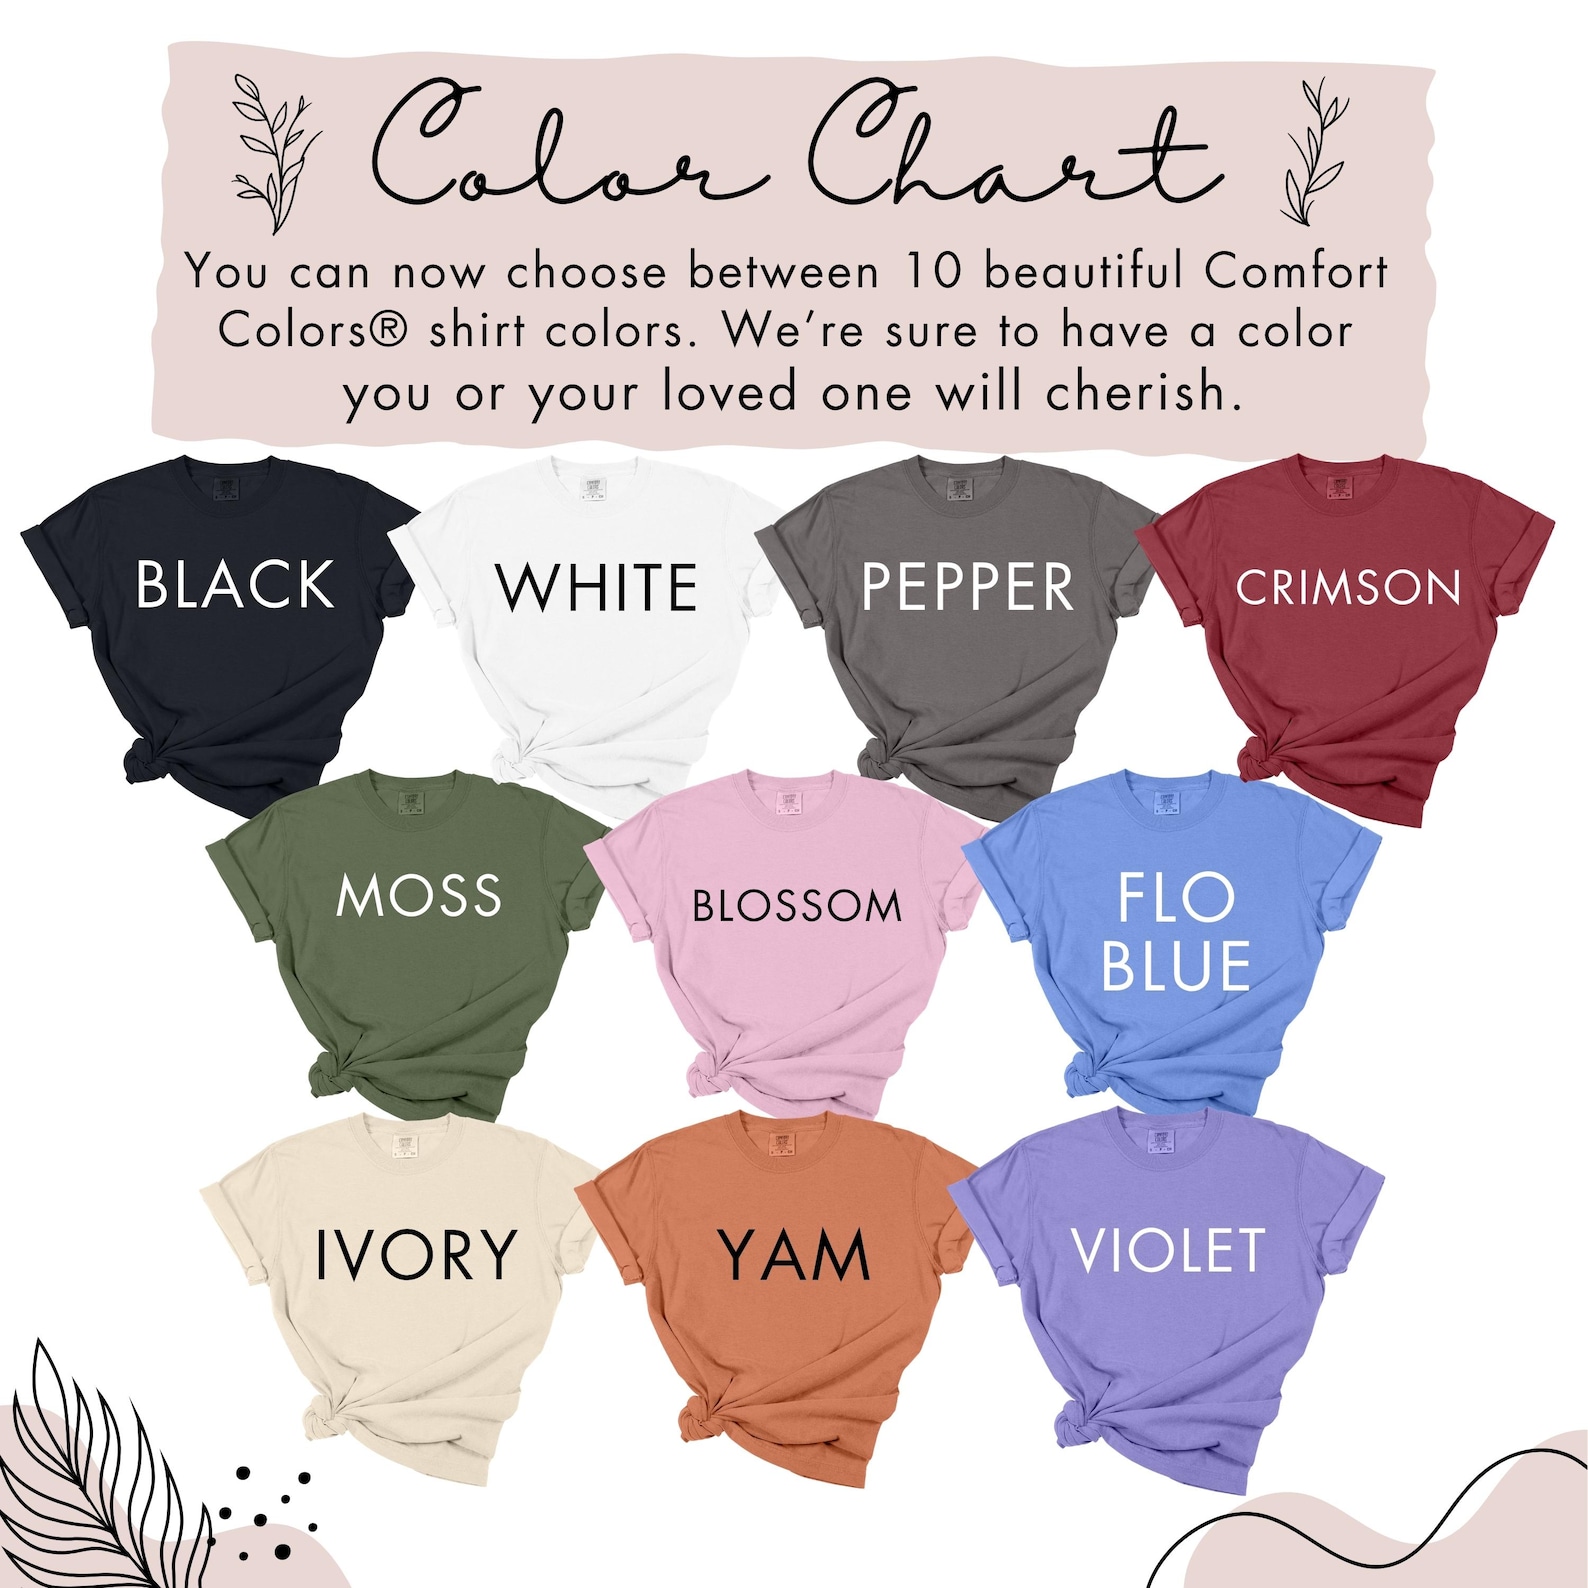 Color Chart
You can now choose between 10 beautiful Comfort
Colors® shirt colors. We're sure to have a color
you or your loved one will cherish.
BLACK
WHITE
PEPPER
CRIMSON
MOSS
BLOSSOM
FLO
BLUE
IVORY
YAM
VIOLET